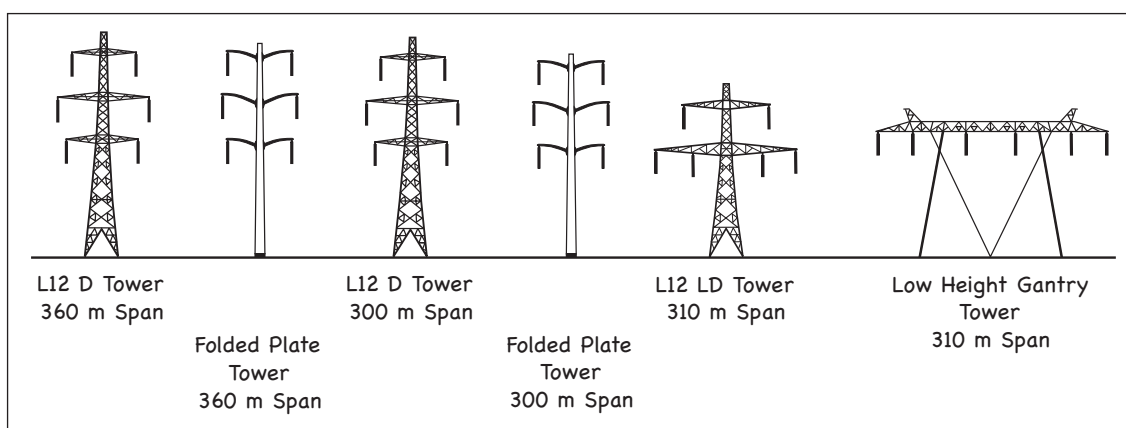 L12 D Tower
360 m Span
Folded Plate
Tower
360 m Span
L12 D Tower
300 m Span
Folded Plate
Tower
300 m Span
L12 LD Tower
310 m Span
Low Height Gantry
Tower
310 m Span